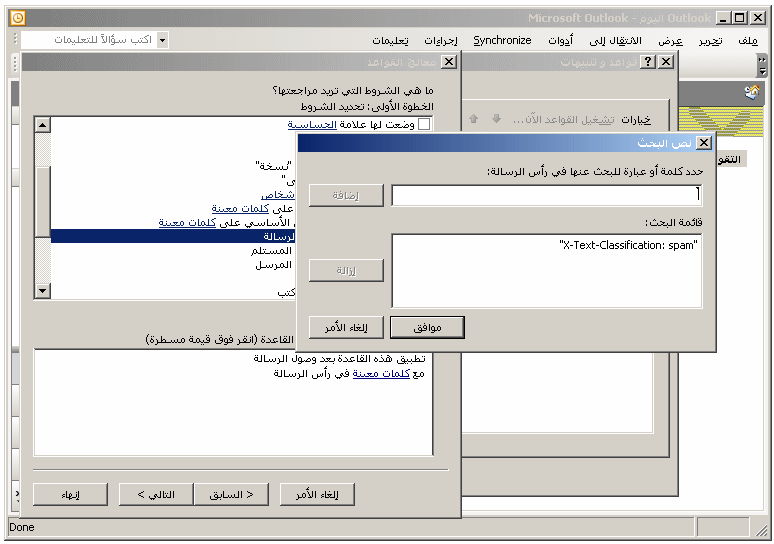 Microsoft Outlook - اليوم Outlook
ملف تحرير عرض الانتقال إلى أدوات Synchronize إجراءات تعليمات
اكتب سؤالاً للتعليمات
قواعد و تنبيهات
خيارات تشغيل القواعد الآن...
معالج القواعد
ما هي الشروط التي تريد مراجعتها؟
الخطوة الأولى: تحديد الشروط
وضعت لها علامة الحساسية
"نسخة"
على كلمات معينة
الأساسي على كلمات معينة
المستلم
المرسل
القاعدة (انقر فوق قيمة مسطرة)
تطبيق هذه القاعدة بعد وصول الرسالة
مع كلمات معينة في رأس الرسالة
إلغاء الأمر
< السابق
التالي >
إنهاء
نص البحث
حدد كلمة أو عبارة للبحث عنها في رأس الرسالة:
إضافة
قائمة البحث:
"X-Text-Classification: spam"
إزالة
موافق
إلغاء الأمر
Done